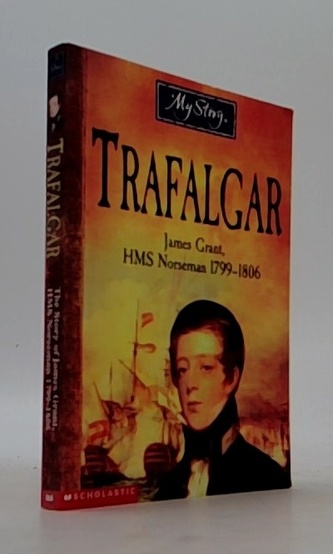 My Story.
TRAFALGAR
James Grant,
HMS Norseman 1799-1806
SCHOLASTIC
TRAFALGAR
The Story of James Grant,
HMS Norseman 1799-1806